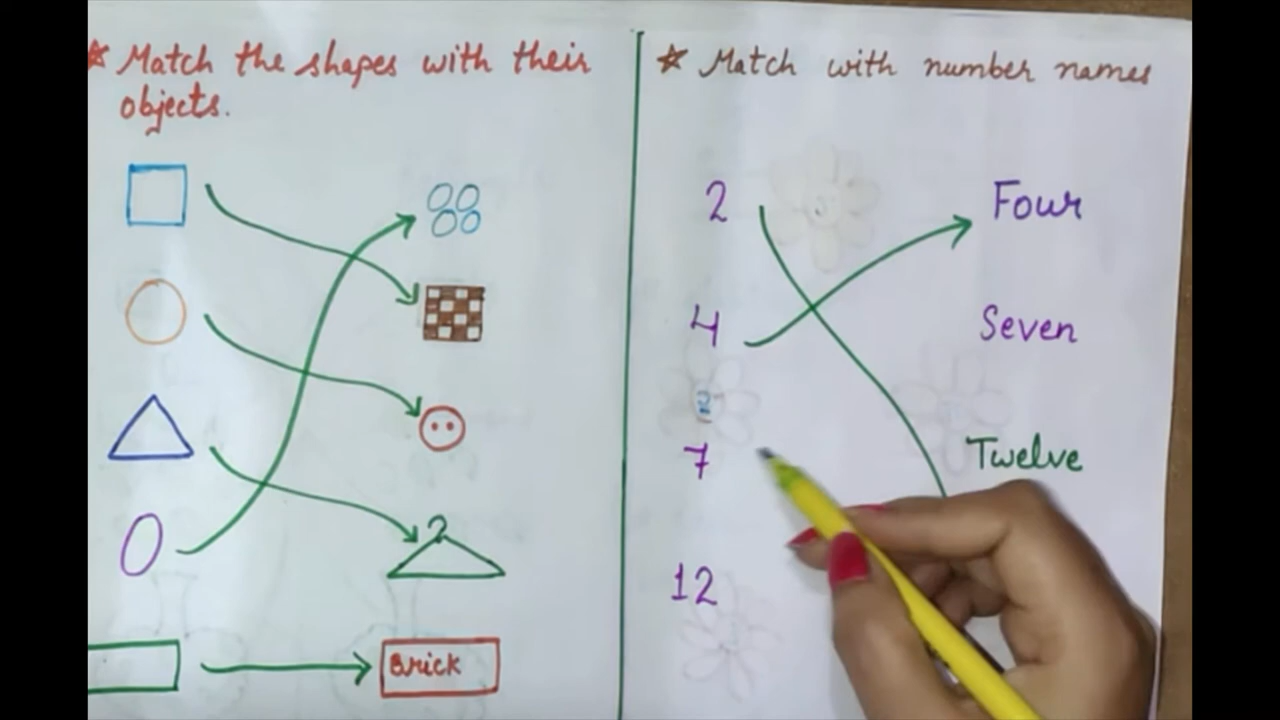 * Match the shapes with their
objects.
Brick
* Match with number names
2 Four
4 Seven
7 Twelve
12